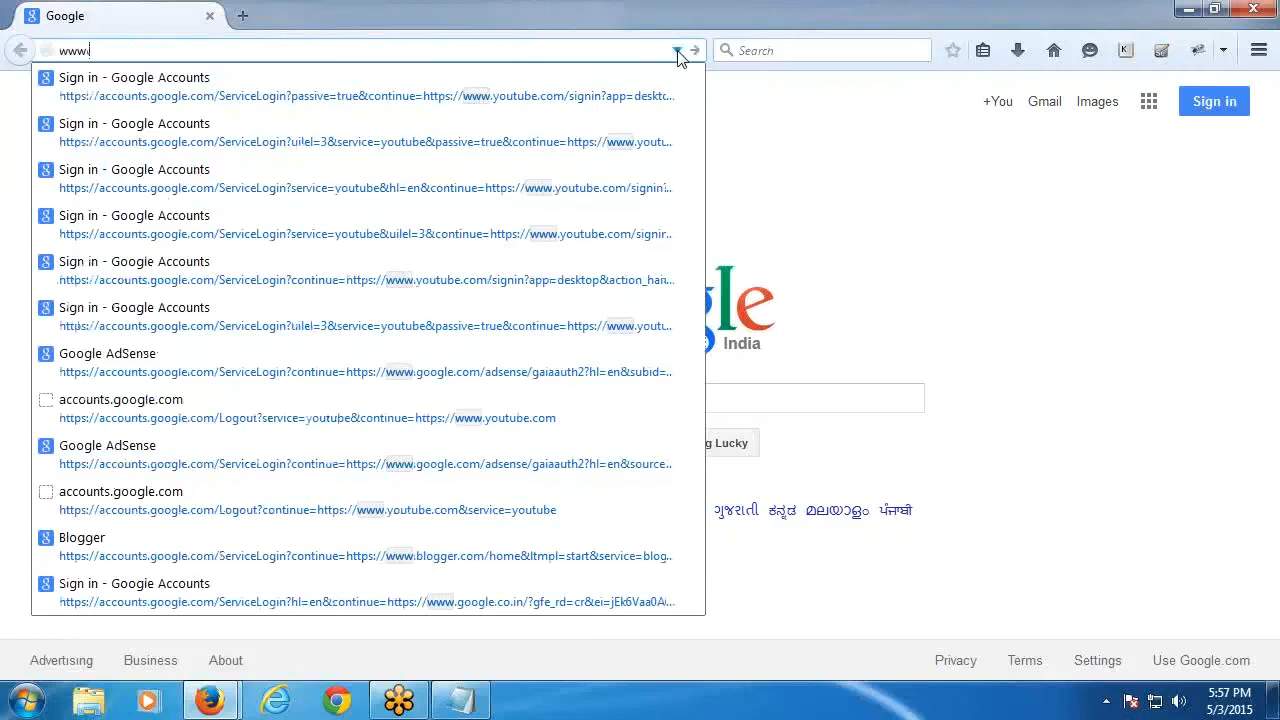 Google
www.
Search
Sign in - Google Accounts
https://accounts.google.com/ServiceLogin?passive=true&continue=https://www.youtube.com/signin?app=deskto...
Sign in - Google Accounts
https://accounts.google.com/ServiceLogin?uilel=3&service=youtube&passive=true&continue=https://www.yout...
Sign in - Google Accounts
https://accounts.google.com/ServiceLogin?service=youtube&hl=en&continue=https://www.youtube.com/signin?...
Sign in - Google Accounts
https://accounts.google.com/ServiceLogin?service=youtube&uilel=3&continue=https://www.youtube.com/signin...
Sign in - Google Accounts
https://accounts.google.com/ServiceLogin?continue=https://www.youtube.com/signin?app=desktop&action_han...
Sign in - Google Accounts
https://accounts.google.com/ServiceLogin?uilel=3&service=youtube&passive=true&continue=https://www.yout...
Google AdSense
https://accounts.google.com/ServiceLogin?continue=https://www.google.com/adsense/gaiaauth2?hl=en&subid=...
accounts.google.com
https://accounts.google.com/Logout?service=youtube&continue=https://www.youtube.com
Google AdSense
https://accounts.google.com/ServiceLogin?continue=https://www.google.com/adsense/gaiaauth2?hl=en&source...
accounts.google.com
https://accounts.google.com/Logout?continue=https://www.youtube.com&service=youtube
Blogger
https://accounts.google.com/ServiceLogin?continue=https://www.blogger.com/home&ltmpl=start&service=blog...
Sign in - Google Accounts
https://accounts.google.com/ServiceLogin?hl=en&continue=https://www.google.co.in/?gfe_rd=cr&ei=jEk6Vaa0A...
+You Gmail Images Sign in
gle
India
g Lucky
ગુજરાતી ಕನ್ನಡ മലയാളം ਪੰਜਾਬੀ
Advertising Business About Privacy Terms Settings Use Google.com
5:57 PM
5/3/2015